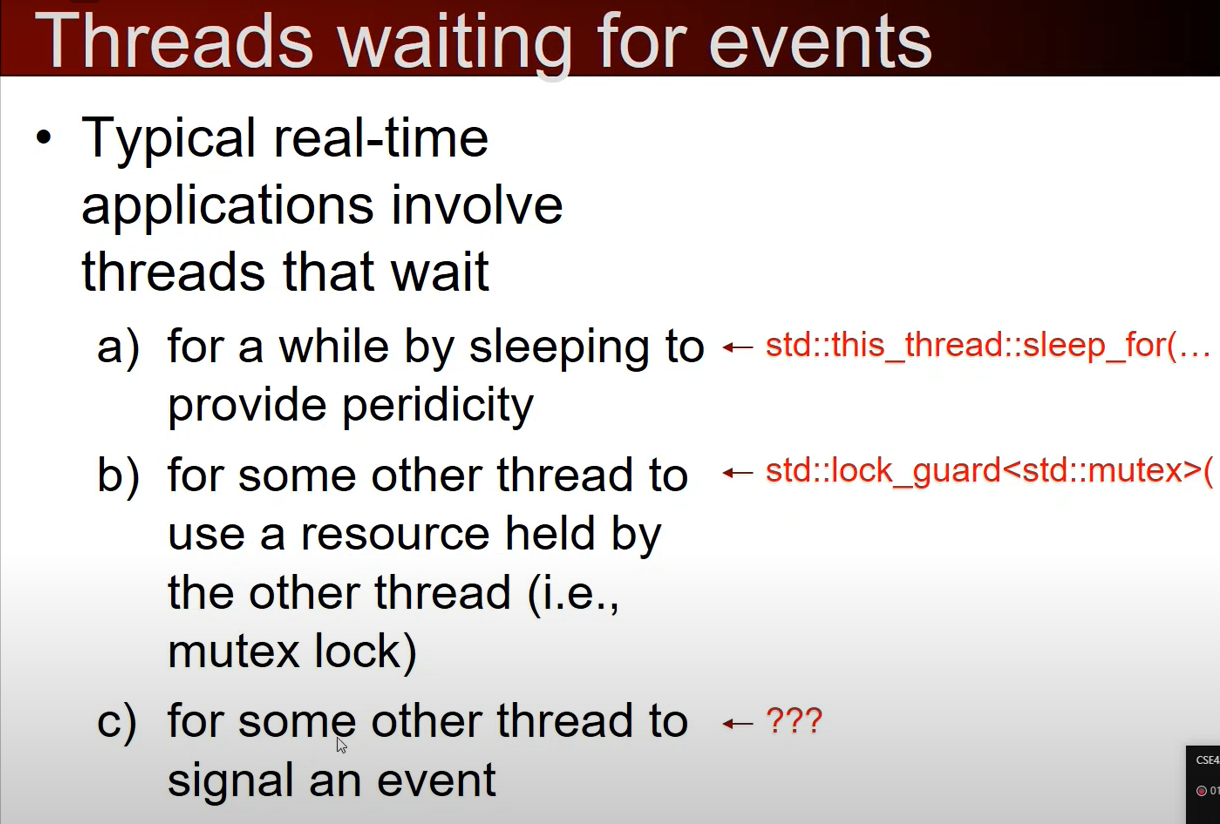 Threads waiting for events
• Typical real-time
applications involve
threads that wait
a) for a while by sleeping to ← std::this_thread::sleep_for(...
provide peridicity
b) for some other thread to ← std::lock_guard<std::mutex>(
use a resource held by
the other thread (i.e.,
mutex lock)
c) for some other thread to ← ???
signal an event
CSE4
01